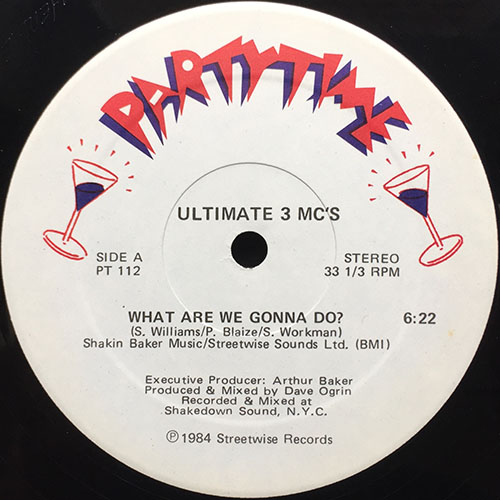 PARTYTIME
ULTIMATE 3 MC'S
SIDE A
PT 112
STEREO
33 1/3 RPM
WHAT ARE WE GONNA DO? 6:22
(S. Williams/P. Blaize/S. Workman)
Shakin Baker Music/Streetwise Sounds Ltd. (BMI)
Executive Producer: Arthur Baker
Produced & Mixed by Dave Ogrin
Recorded & Mixed at
Shakedown Sound, N.Y.C.
Ⓟ 1984 Streetwise Records